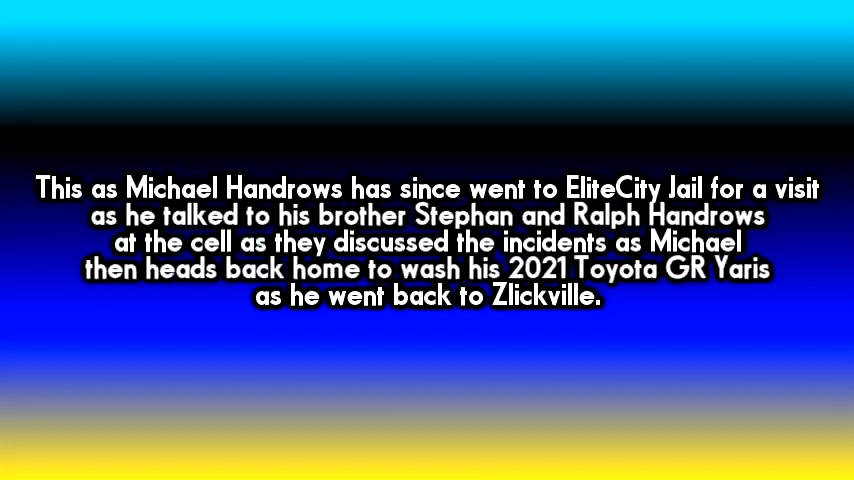 This as Michael Handrows has since went to EliteCity Jail for a visit
as he talked to his brother Stephan and Ralph Handrows
at the cell as they discussed the incidents as Michael
then heads back home to wash his 2021 Toyota GR Yaris
as he went back to Zlickville.